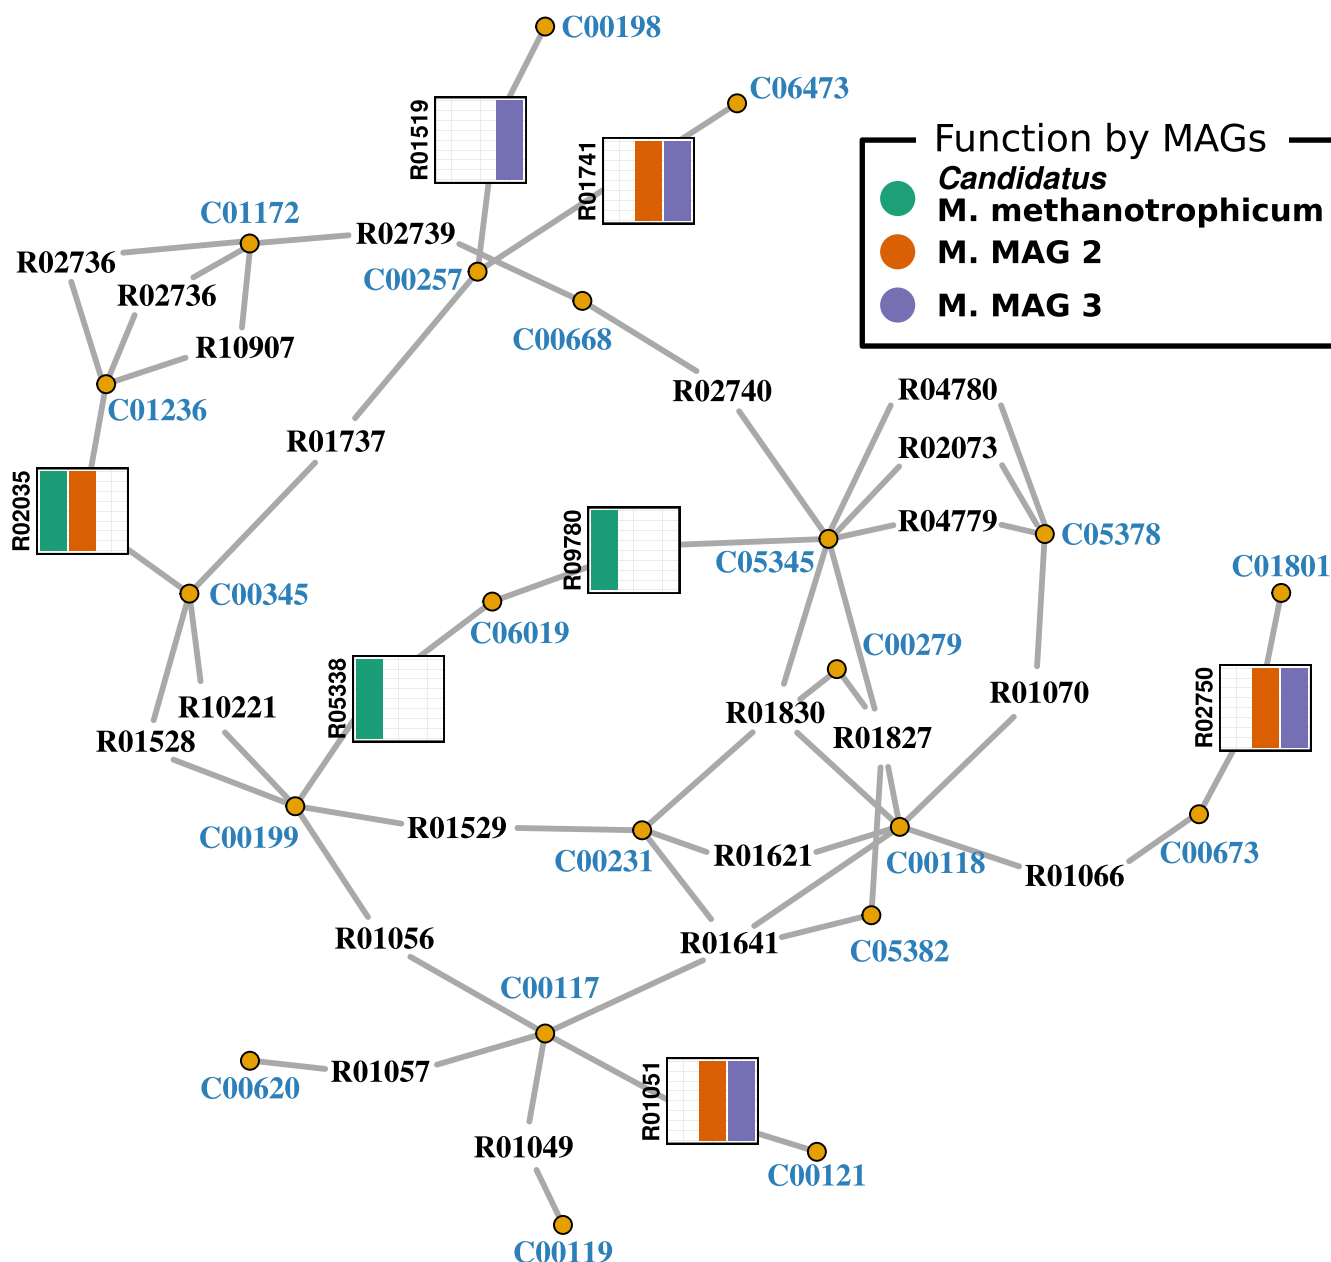 C00198
C06473
R01519
R01741
Function by MAGs
Candidatus
M. methanotrophicum
M. MAG 2
M. MAG 3
C01172
R02739
R02736
C00257
R02736
C00668
R10907
C01236
R02740
R04780
R01737
R02073
R02035
R09780
R04779
C05345
C05378
C01801
C00345
C06019
C00279
R05338
R10221
R01830
R01070
R02750
R01528
R01827
C00199
R01529
C00231
R01621
C00118
R01066
C00673
R01056
R01641
C05382
C00117
C00620
R01057
R01051
R01049
C00121
C00119